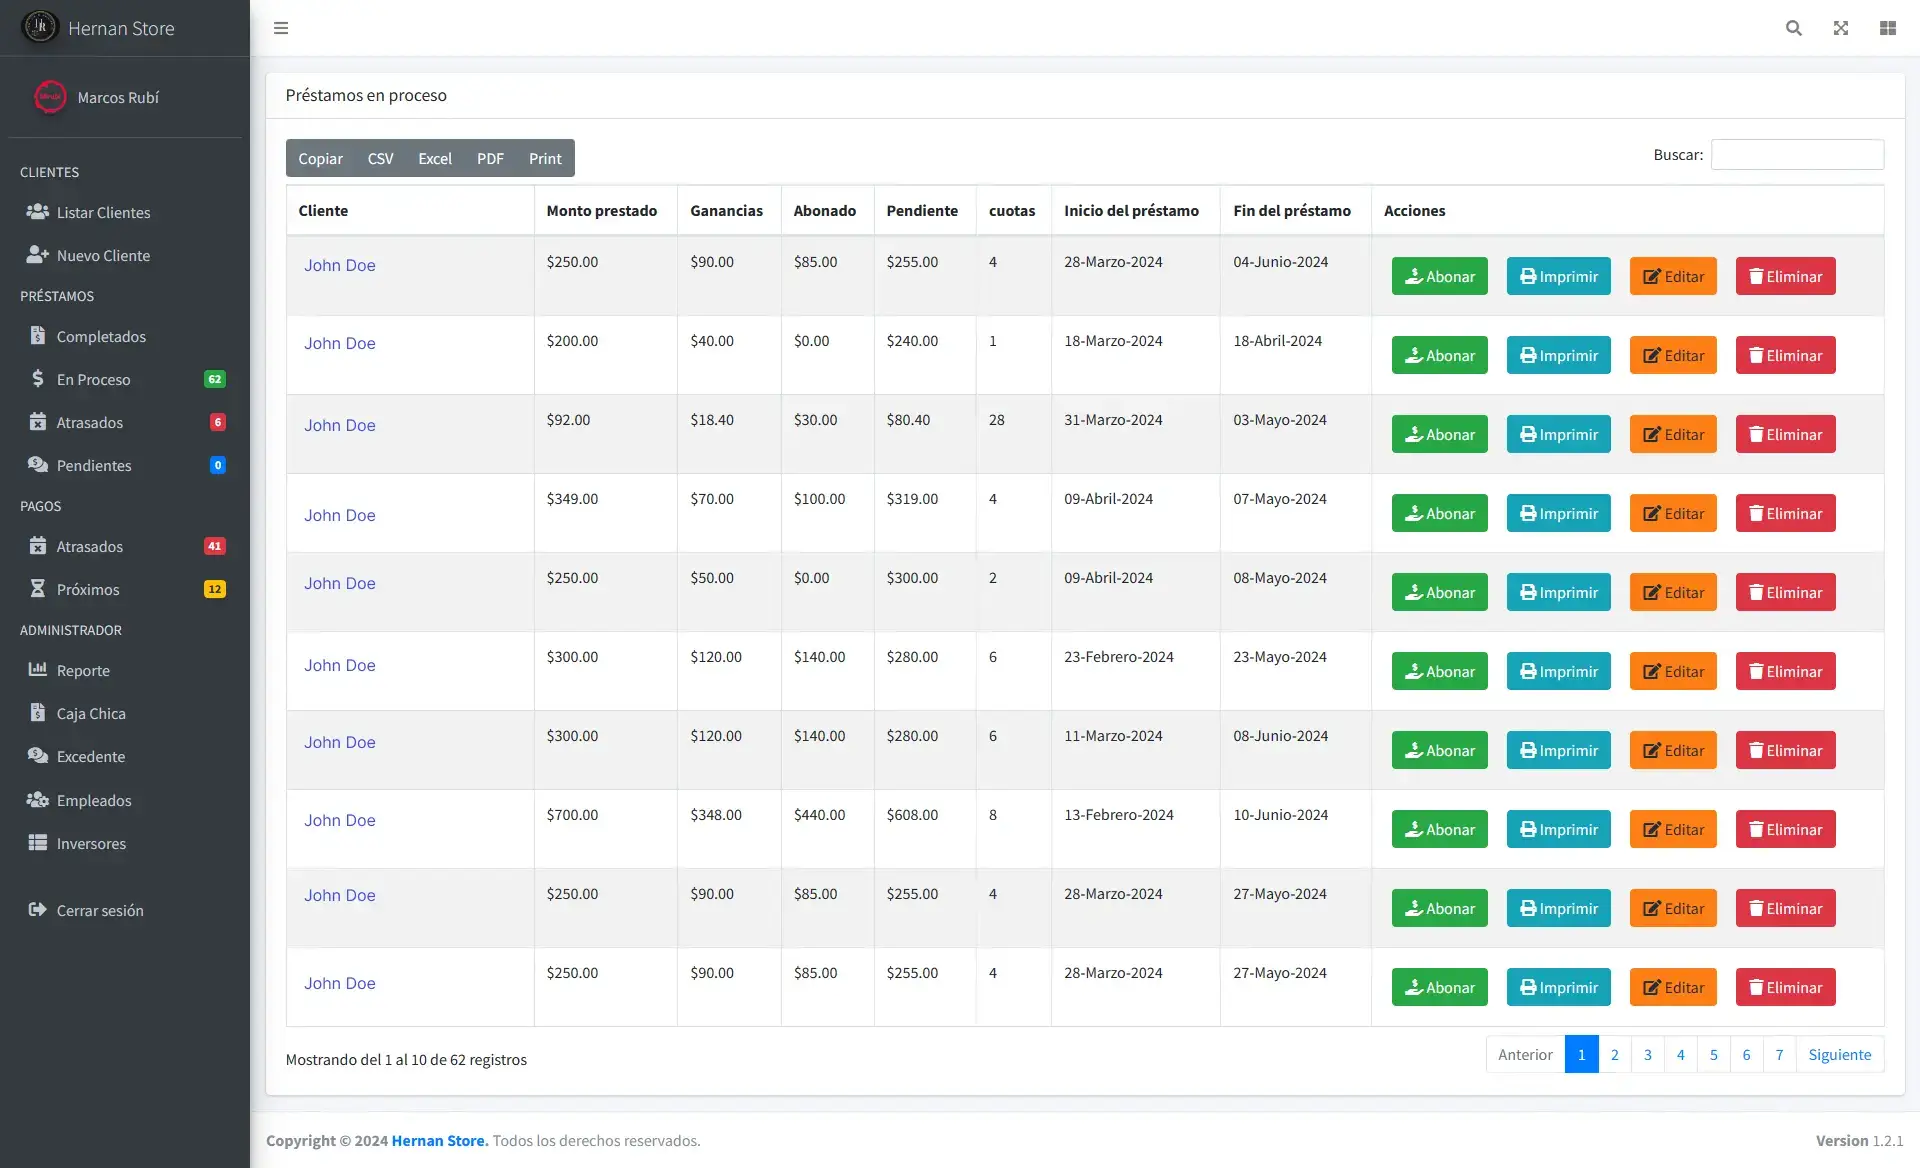 Hernan Store
Marcos Rubí
CLIENTES
Listar Clientes
Nuevo Cliente
PRÉSTAMOS
Completados
En Proceso 62
Atrasados 6
Pendientes 0
PAGOS
Atrasados 41
Próximos 12
ADMINISTRADOR
Reporte
Caja Chica
Excedente
Empleados
Inversores
Cerrar sesión
Préstamos en proceso
Copiar CSV Excel PDF Print
Buscar:
Cliente Monto prestado Ganancias Abonado Pendiente cuotas Inicio del préstamo Fin del préstamo Acciones
John Doe $250.00 $90.00 $85.00 $255.00 4 28-Marzo-2024 04-Junio-2024 Abonar Imprimir Editar Eliminar
John Doe $200.00 $40.00 $0.00 $240.00 1 18-Marzo-2024 18-Abril-2024 Abonar Imprimir Editar Eliminar
John Doe $92.00 $18.40 $30.00 $80.40 28 31-Marzo-2024 03-Mayo-2024 Abonar Imprimir Editar Eliminar
John Doe $349.00 $70.00 $100.00 $319.00 4 09-Abril-2024 07-Mayo-2024 Abonar Imprimir Editar Eliminar
John Doe $250.00 $50.00 $0.00 $300.00 2 09-Abril-2024 08-Mayo-2024 Abonar Imprimir Editar Eliminar
John Doe $300.00 $120.00 $140.00 $280.00 6 23-Febrero-2024 23-Mayo-2024 Abonar Imprimir Editar Eliminar
John Doe $300.00 $120.00 $140.00 $280.00 6 11-Marzo-2024 08-Junio-2024 Abonar Imprimir Editar Eliminar
John Doe $700.00 $348.00 $440.00 $608.00 8 13-Febrero-2024 10-Junio-2024 Abonar Imprimir Editar Eliminar
John Doe $250.00 $90.00 $85.00 $255.00 4 28-Marzo-2024 27-Mayo-2024 Abonar Imprimir Editar Eliminar
John Doe $250.00 $90.00 $85.00 $255.00 4 28-Marzo-2024 27-Mayo-2024 Abonar Imprimir Editar Eliminar
Mostrando del 1 al 10 de 62 registros
Anterior 1 2 3 4 5 6 7 Siguiente
Copyright © 2024 Hernan Store. Todos los derechos reservados.
Version 1.2.1